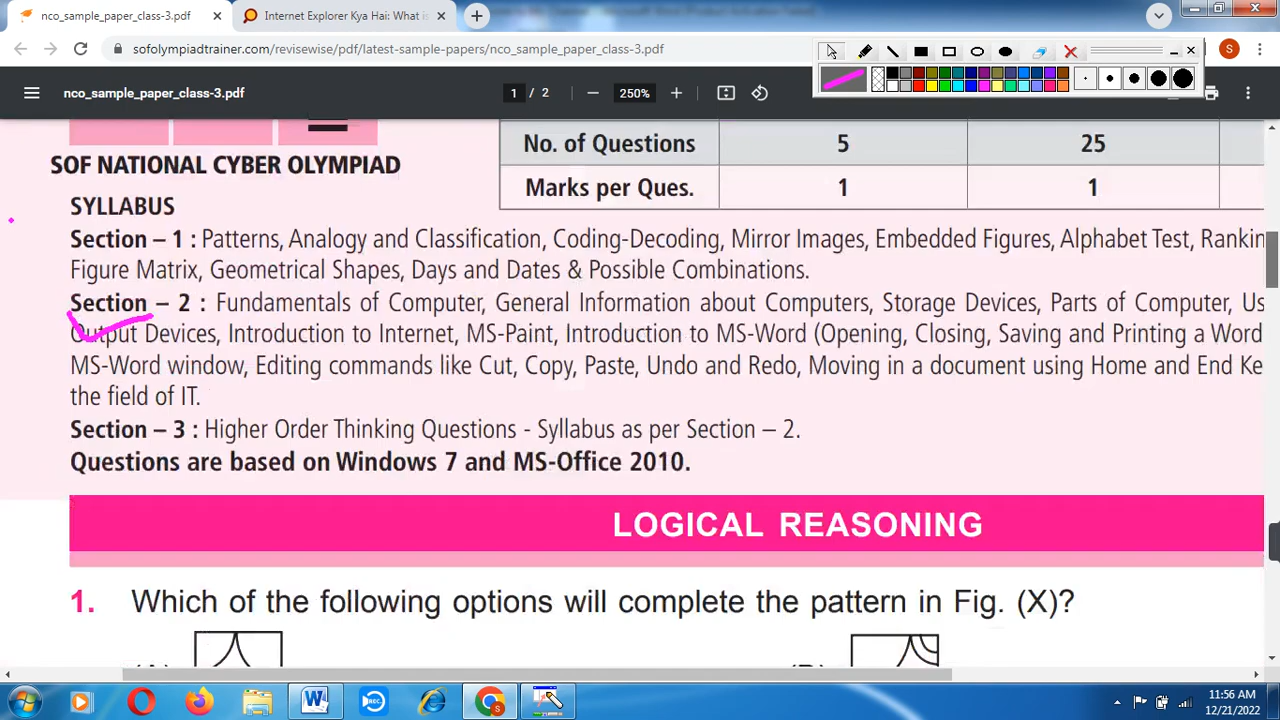 nco_sample_paper_class-3.pdf
Internet Explorer Kya Hai: What is
sofolympiadtrainer.com/revisewise/pdf/latest-sample-papers/nco_sample_paper_class-3.pdf
S
nco_sample_paper_class-3.pdf
1 / 2
250%
No. of Questions 5 25
SOF NATIONAL CYBER OLYMPIAD
Marks per Ques. 1 1
SYLLABUS
Section – 1 : Patterns, Analogy and Classification, Coding-Decoding, Mirror Images, Embedded Figures, Alphabet Test, Rankin
Figure Matrix, Geometrical Shapes, Days and Dates & Possible Combinations.
Section – 2 : Fundamentals of Computer, General Information about Computers, Storage Devices, Parts of Computer, Us
Output Devices, Introduction to Internet, MS-Paint, Introduction to MS-Word (Opening, Closing, Saving and Printing a Word
MS-Word window, Editing commands like Cut, Copy, Paste, Undo and Redo, Moving in a document using Home and End Ke
the field of IT.
Section – 3 : Higher Order Thinking Questions - Syllabus as per Section – 2.
Questions are based on Windows 7 and MS-Office 2010.
LOGICAL REASONING
1. Which of the following options will complete the pattern in Fig. (X)?
REC
11:56 AM
12/21/2022